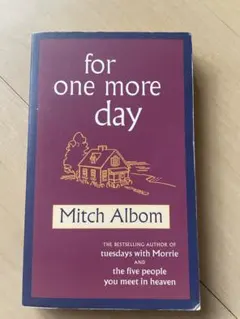 for
one more
day
Mitch Albom
THE BESTSELLING AUTHOR OF
tuesdays with Morrie
AND
the five people
you meet in heaven